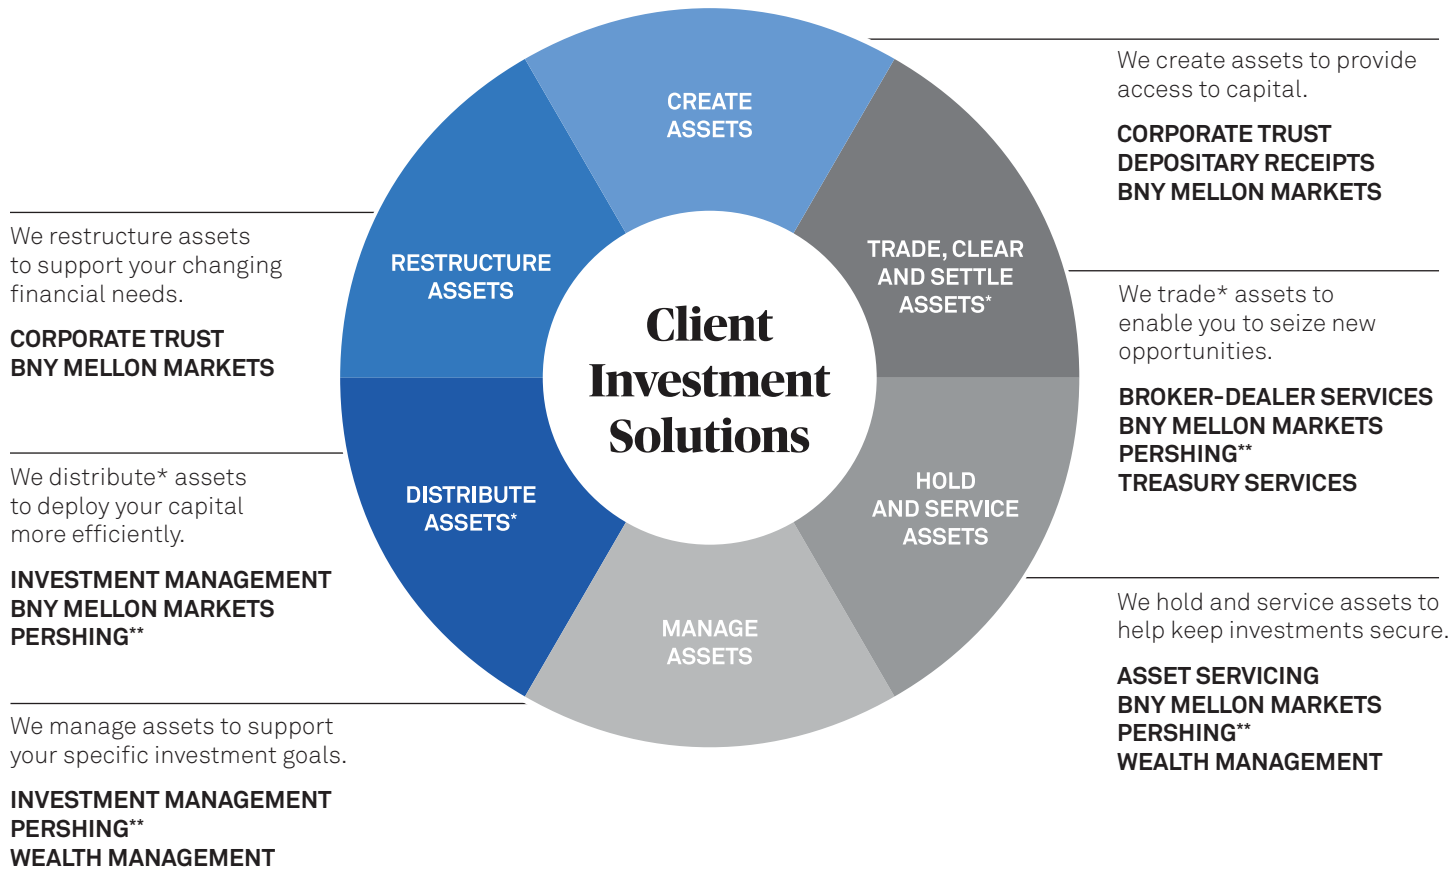 CREATE
ASSETS
TRADE, CLEAR
AND SETTLE
ASSETS*
HOLD
AND SERVICE
ASSETS
MANAGE
ASSETS
DISTRIBUTE
ASSETS*
RESTRUCTURE
ASSETS
Client
Investment
Solutions
We create assets to provide
access to capital.
CORPORATE TRUST
DEPOSITARY RECEIPTS
BNY MELLON MARKETS
We trade* assets to
enable you to seize new
opportunities.
BROKER-DEALER SERVICES
BNY MELLON MARKETS
PERSHING**
TREASURY SERVICES
We hold and service assets to
help keep investments secure.
ASSET SERVICING
BNY MELLON MARKETS
PERSHING**
WEALTH MANAGEMENT
We manage assets to support
your specific investment goals.
INVESTMENT MANAGEMENT
PERSHING**
WEALTH MANAGEMENT
We distribute* assets
to deploy your capital
more efficiently.
INVESTMENT MANAGEMENT
BNY MELLON MARKETS
PERSHING**
We restructure assets
to support your changing
financial needs.
CORPORATE TRUST
BNY MELLON MARKETS